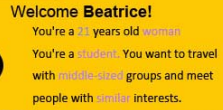 Welcome Beatrice!
You're a 21 years old woman
You're a student. You want to travel
with middle-sized groups and meet
people with similar interests.